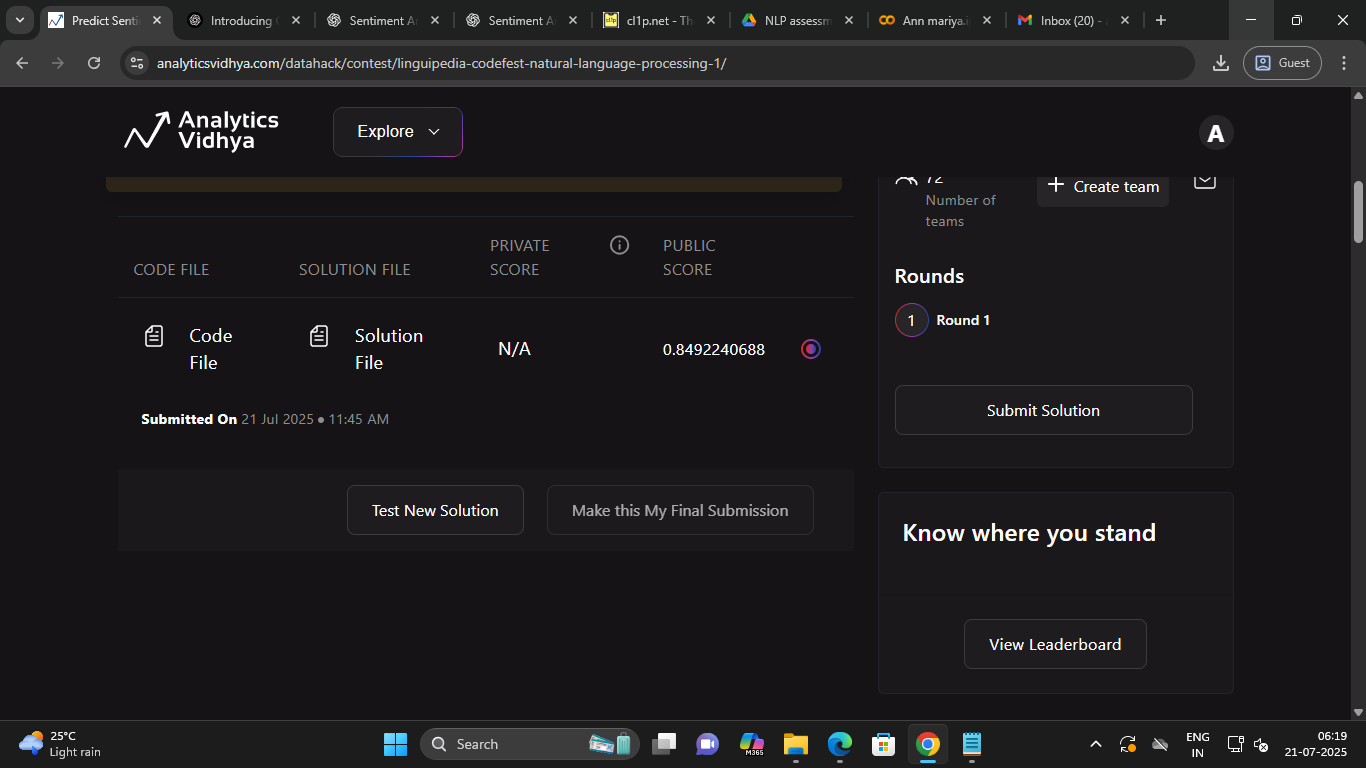 Predict Senti
Introducing
Sentiment A
Sentiment A
cl1p.net - Th
NLP assessm
Ann mariya.i
Inbox (20) -
analyticsvidhya.com/datahack/contest/linguipedia-codefest-natural-language-processing-1/
Guest
Analytics
Vidhya
Explore
A
72
Number of
teams
Create team
CODE FILE
SOLUTION FILE
PRIVATE
SCORE
PUBLIC
SCORE
Code
File
Solution
File
N/A
0.8492240688
Submitted On 21 Jul 2025 • 11:45 AM
Test New Solution
Make this My Final Submission
Rounds
1 Round 1
Submit Solution
Know where you stand
View Leaderboard
25°C
Light rain
Search
M365
ENG
IN
06:19
21-07-2025